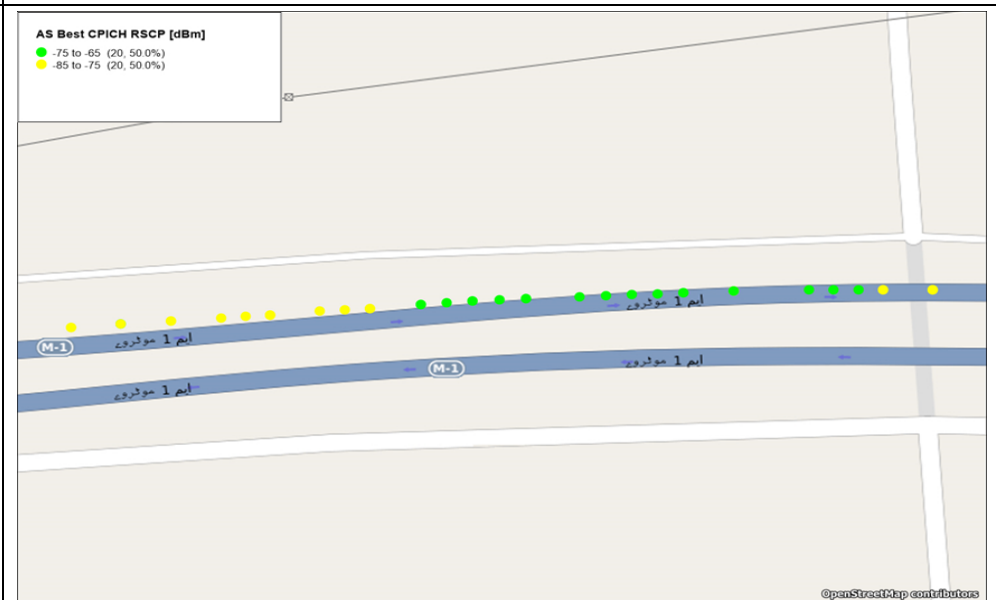 AS Best CPICH RSCP [dBm]
-75 to -65 (20, 50.0%)
-85 to -75 (20, 50.0%)
ایم 1 موٹروے
ایم 1 موٹروے
M-1
ایم 1 موٹروے
M-1
ایم 1 موٹروے
OpenStreetMap contributors